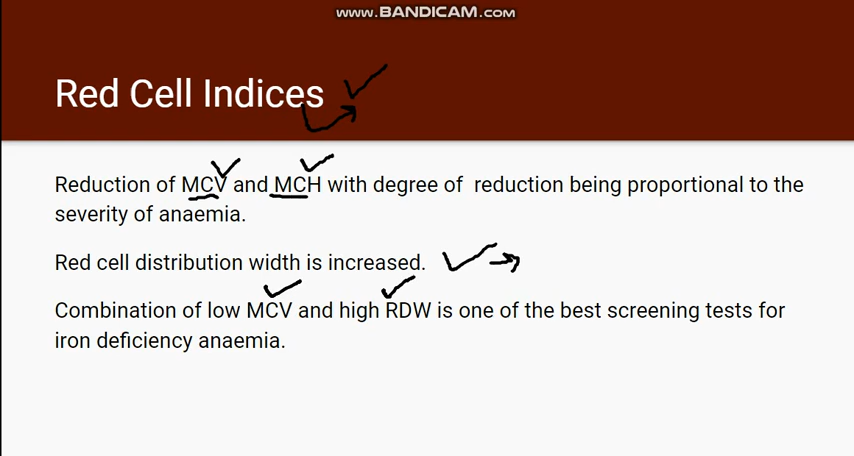 www.BANDICAM.com
Red Cell Indices
Reduction of MCV and MCH with degree of reduction being proportional to the
severity of anaemia.
Red cell distribution width is increased.
Combination of low MCV and high RDW is one of the best screening tests for
iron deficiency anaemia.